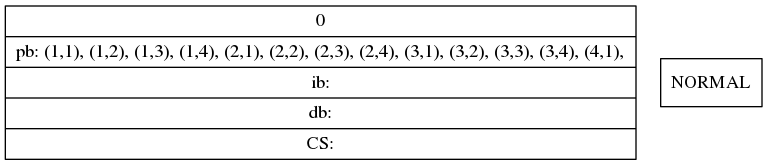 0
pb: (1,1), (1,2), (1,3), (1,4), (2,1), (2,2), (2,3), (2,4), (3,1), (3,2), (3,3), (3,4), (4,1),
ib:
db:
CS:
NORMAL